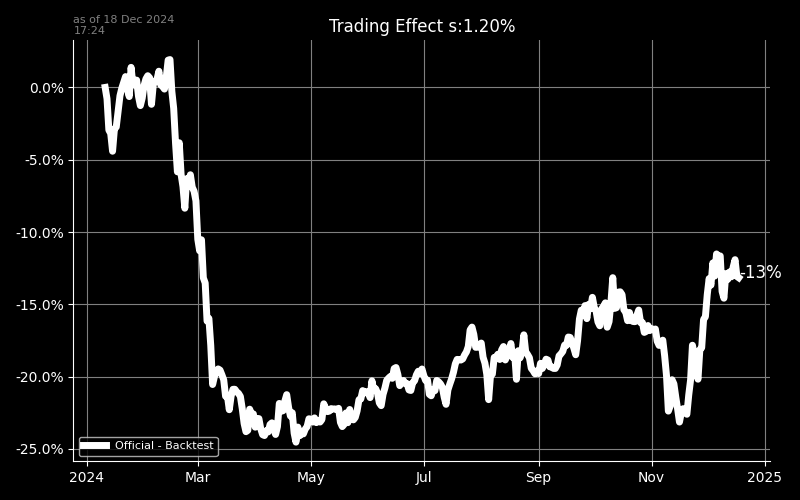 as of 18 Dec 2024
17:24
Trading Effect s:1.20%
0.0%
-5.0%
-10.0%
-13%
-15.0%
-20.0%
-25.0%
Official - Backtest
2024 Mar May Jul Sep Nov 2025